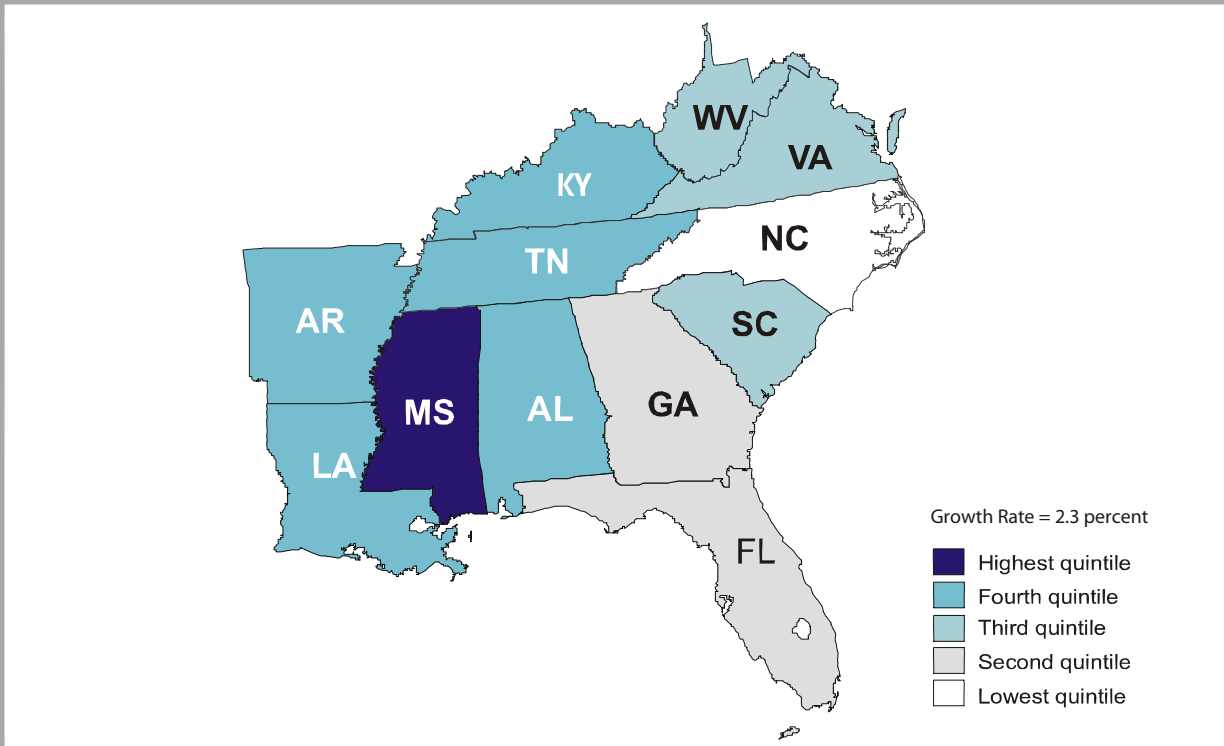 WV
VA
KY
NC
TN
AR
SC
MS
AL
GA
LA
FL
Growth Rate = 2.3 percent
Highest quintile
Fourth quintile
Third quintile
Second quintile
Lowest quintile